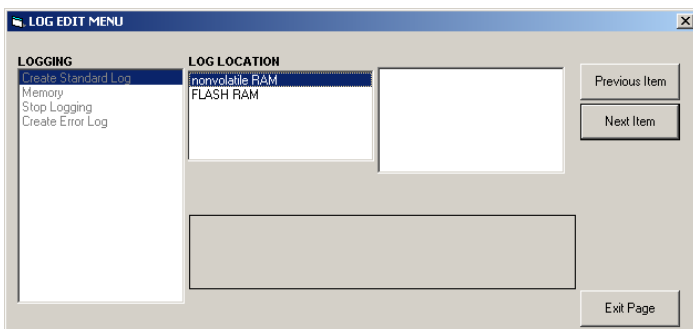 LOG EDIT MENU
LOGGING
Create Standard Log
Memory
Stop Logging
Create Error Log
LOG LOCATION
nonvolatile RAM
FLASH RAM
Previous Item
Next Item
Exit Page